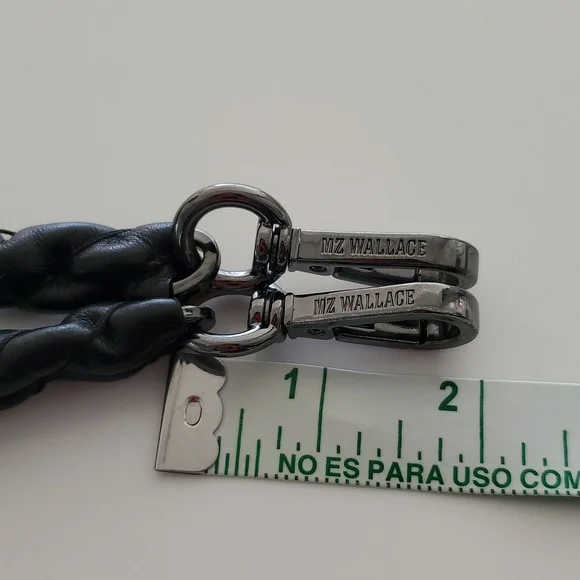 MZ WALLACE
MZ WALLACE
1 2
NO ES PARA USO COM